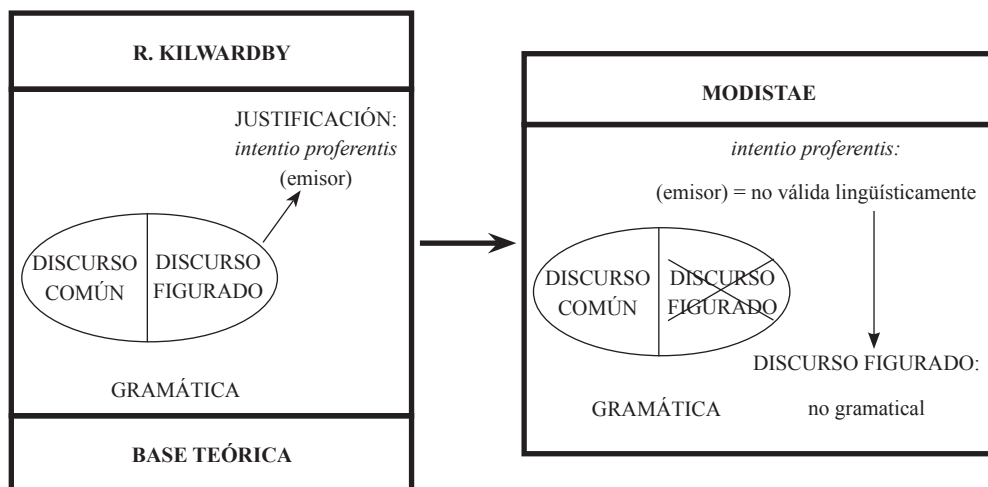 R. KILWARDBY
JUSTIFICACIÓN:
intentio proferentis
(emisor)
DISCURSO
COMÚN
DISCURSO
FIGURADO
GRAMÁTICA
BASE TEÓRICA
MODISTAE
intentio proferentis:
(emisor) = no válida lingüísticamente
DISCURSO
COMÚN
DISCURSO
FIGURADO
DISCURSO FIGURADO:
no gramatical
GRAMÁTICA